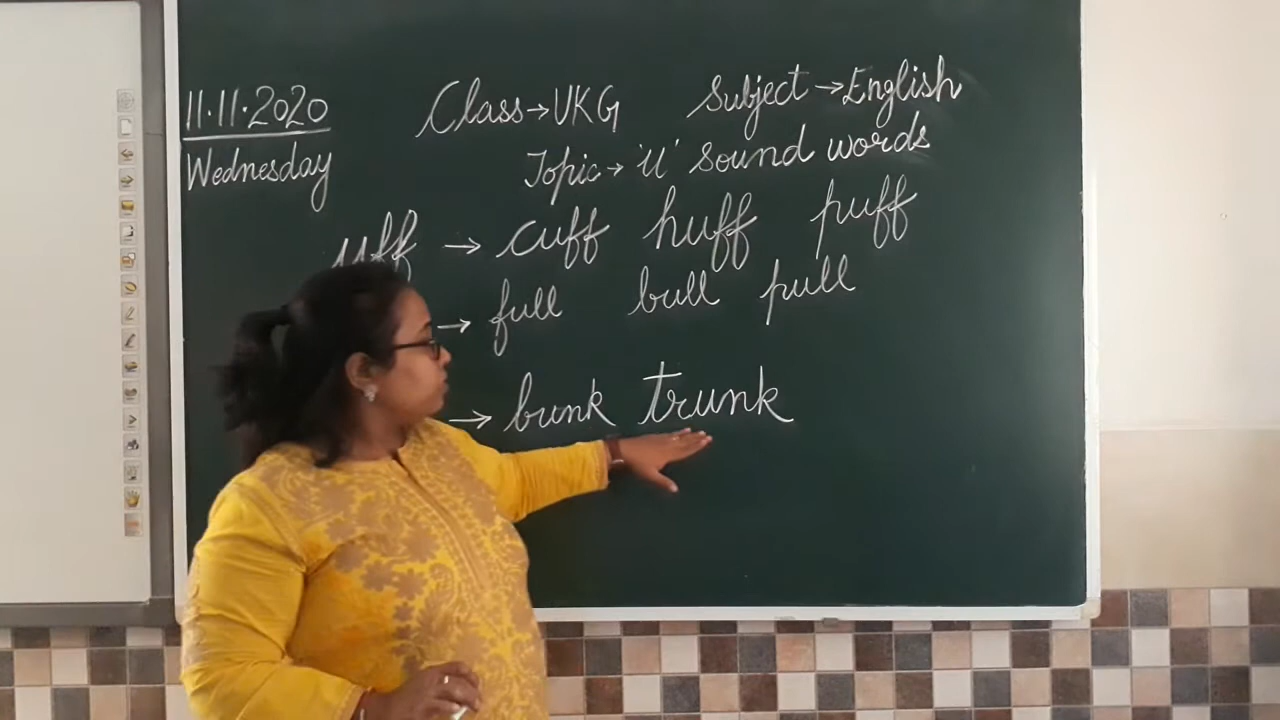 11.11.2020 Class→UKG Subject→English
Wednesday Topic→'u' sound words
uff → cuff huff puff
→ full bull pull
→ bunk trunk